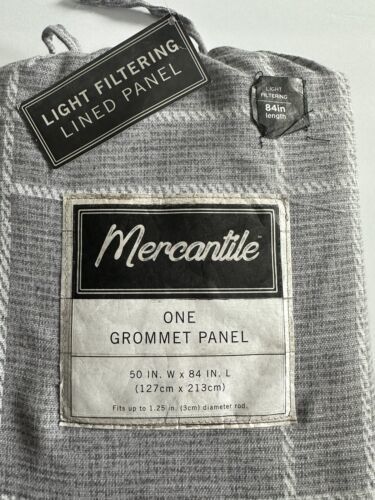 LIGHT FILTERING
LINED PANEL
LIGHT
FILTERING
84in
length
Mercantile™
ONE
GROMMET PANEL
50 IN. W x 84 IN. L
(127cm x 213cm)
Fits up to 1.25 in. (3cm) diameter rod.